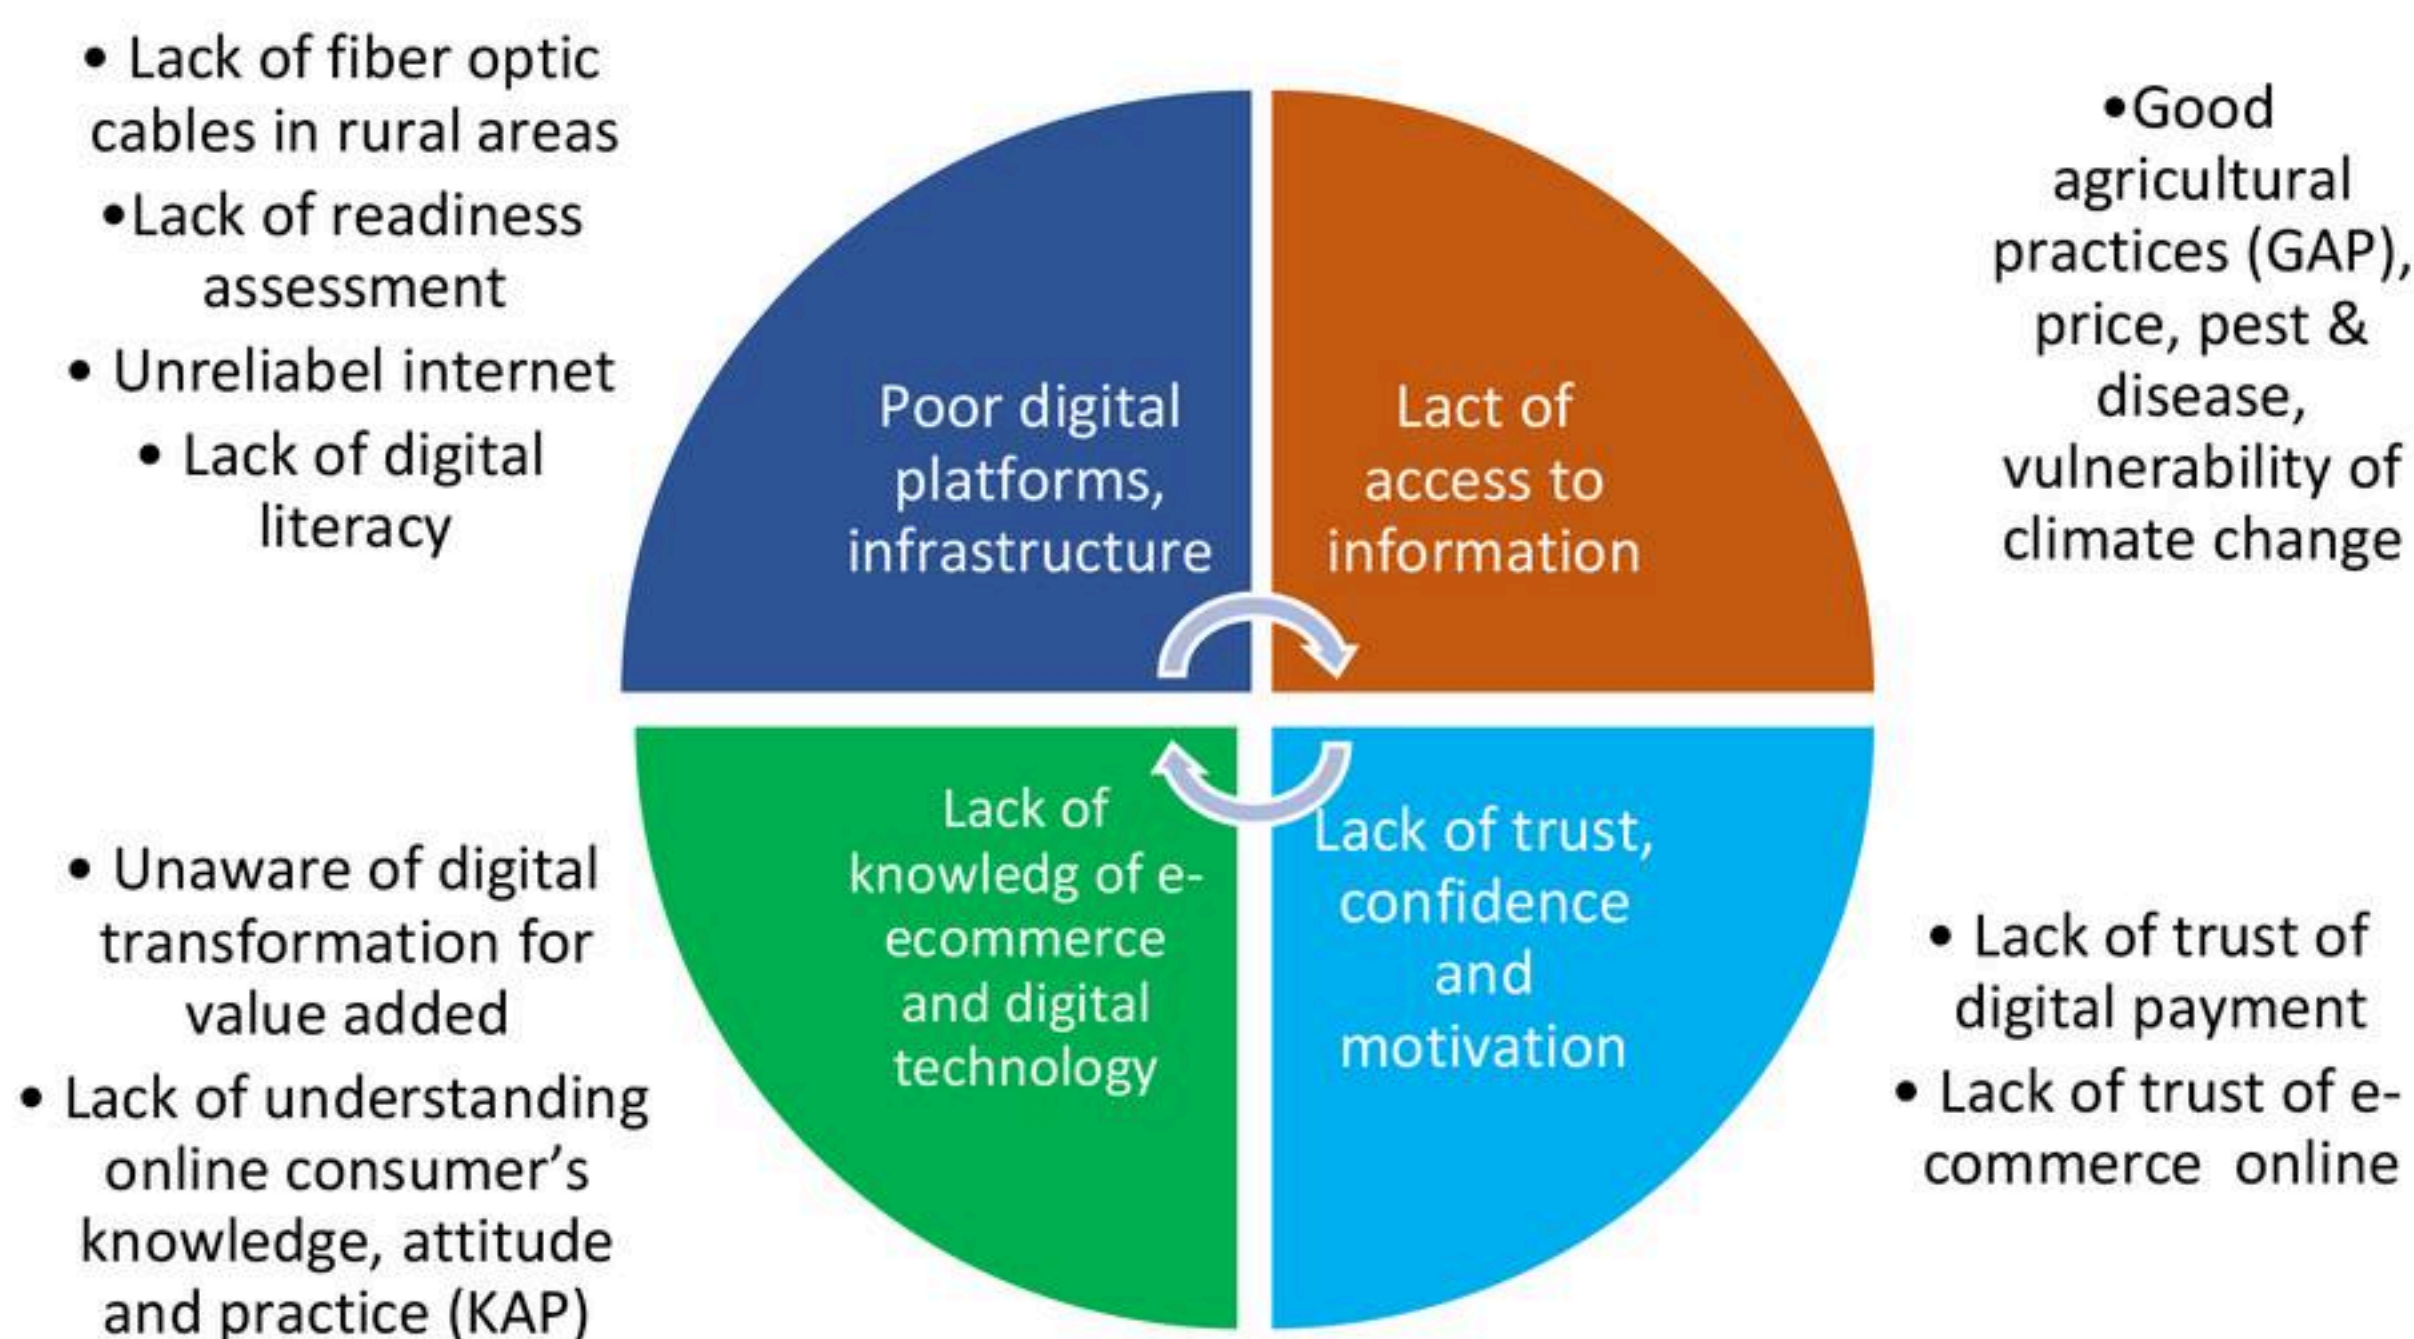 • Lack of fiber optic
cables in rural areas
•Lack of readiness
assessment
• Unreliabel internet
• Lack of digital
literacy
Poor digital
platforms,
infrastructure
Lact of
access to
information
•Good
agricultural
practices (GAP),
price, pest &
disease,
vulnerability of
climate change
• Unaware of digital
transformation for
value added
• Lack of understanding
online consumer’s
knowledge, attitude
and practice (KAP)
Lack of
knowledg of e-
ecommerce
and digital
technology
Lack of trust,
confidence
and
motivation
• Lack of trust of
digital payment
• Lack of trust of e-
commerce  online